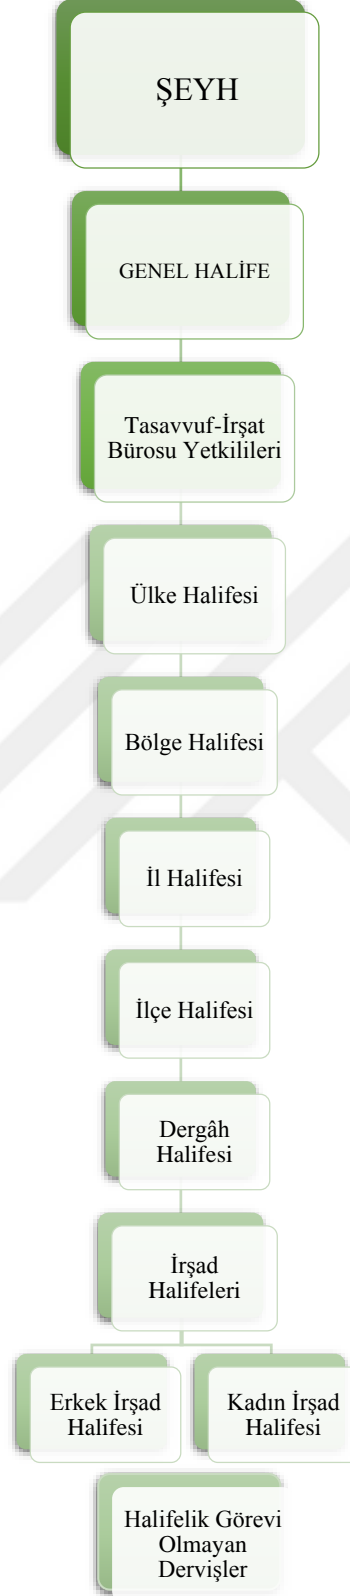 ŞEYH
GENEL HALİFE
Tasavvuf-İrşat
Bürosu Yetkilileri
Ülke Halifesi
Bölge Halifesi
İl Halifesi
İlçe Halifesi
Dergâh
Halifesi
İrşad
Halifeleri
Erkek İrşad
Halifesi
Kadın İrşad
Halifesi
Halifelik Görevi
Olmayan
Dervişler